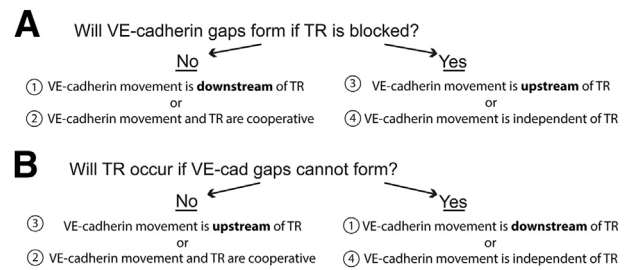 A
Will VE-cadherin gaps form if TR is blocked?
No Yes
① VE-cadherin movement is downstream of TR ③ VE-cadherin movement is upstream of TR
or or
② VE-cadherin movement and TR are cooperative ④ VE-cadherin movement is independent of TR
B
Will TR occur if VE-cad gaps cannot form?
No Yes
③ VE-cadherin movement is upstream of TR ① VE-cadherin movement is downstream of TR
or or
② VE-cadherin movement and TR are cooperative ④ VE-cadherin movement is independent of TR